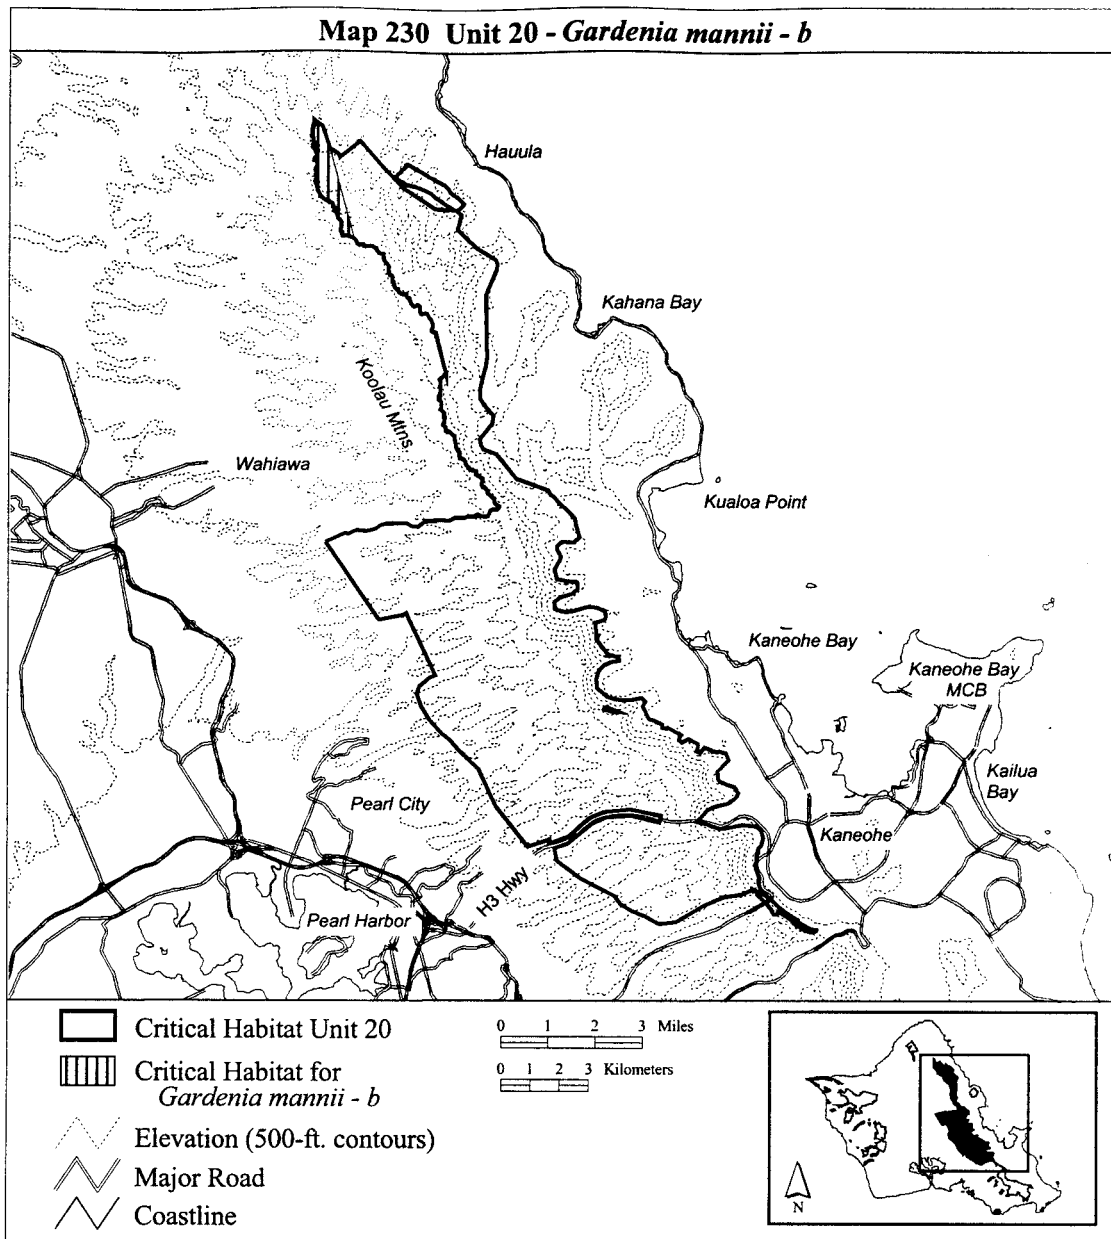 Map 230 Unit 20 - Gardenia mannii - b
Hauula
Kahana Bay
Koolau Mtns
Wahiawa
Kualoa Point
Kaneohe Bay
Kaneohe Bay
MCB
Kailua
Bay
Pearl City
Kaneohe
H3 Hwy
Pearl Harbor
Critical Habitat Unit 20
Critical Habitat for
Gardenia mannii - b
Elevation (500-ft. contours)
Major Road
Coastline
0 1 2 3 Miles
0 1 2 3 Kilometers
N